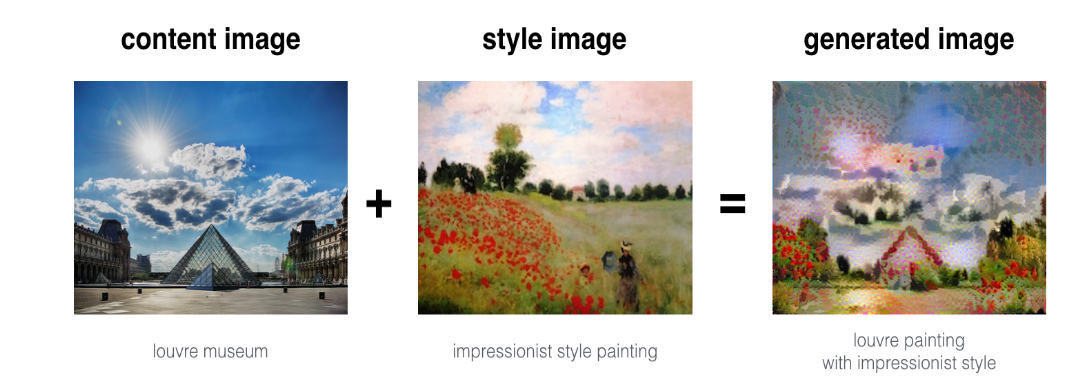 content image
style image
generated image
+
=
louvre museum
impressionist style painting
louvre painting
with impressionist style